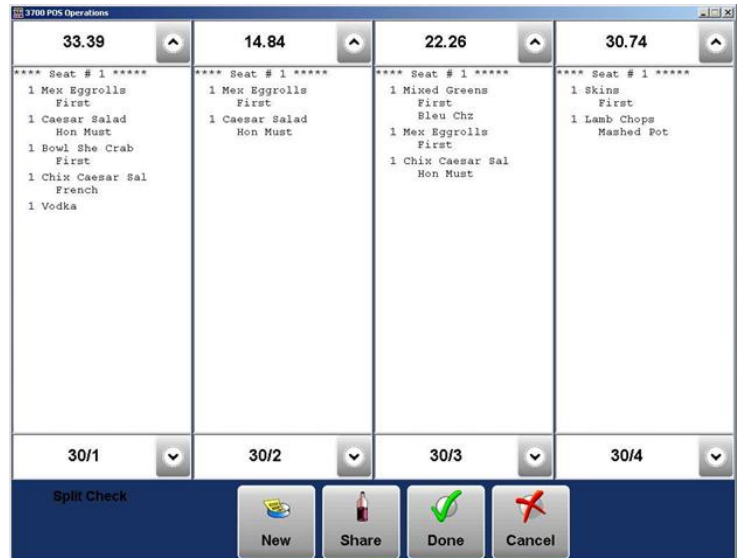 3700 POS Operations
33.39
14.84
22.26
30.74
**** Seat # 1 *****
1 Mex Eggrolls
First
1 Caesar Salad
Hon Must
1 Bowl She Crab
First
1 Chix Caesar Sal
French
1 Vodka
**** Seat # 1 *****
1 Mex Eggrolls
First
1 Caesar Salad
Hon Must
**** Seat # 1 *****
1 Mixed Greens
First
Bleu Chz
1 Mex Eggrolls
First
1 Chix Caesar Sal
Hon Must
**** Seat # 1 *****
1 Skins
First
1 Lamb Chops
Mashed Pot
30/1
30/2
30/3
30/4
Split Check
New
Share
Done
Cancel